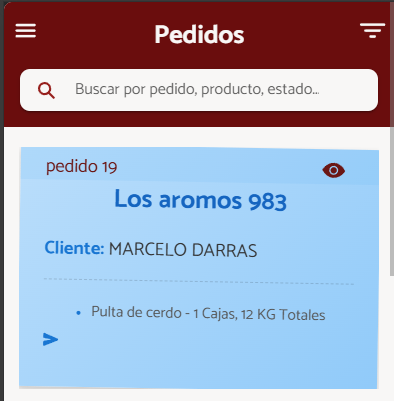 Pedidos
Buscar por pedido, producto, estado...
pedido 19
Los aromos 983
Cliente: MARCELO DARRAS
• Pulta de cerdo - 1 Cajas, 12 KG Totales